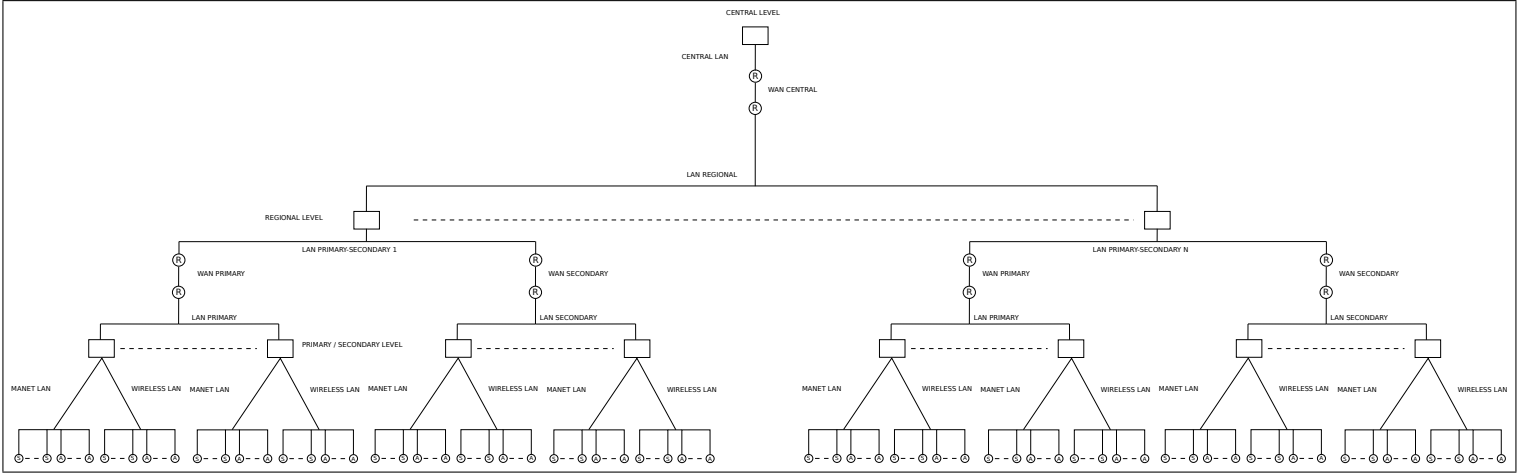 CENTRAL LEVEL
CENTRAL LAN
R
WAN CENTRAL
R
LAN REGIONAL
REGIONAL LEVEL
LAN PRIMARY-SECONDARY 1 LAN PRIMARY-SECONDARY N
R R R R
WAN PRIMARY WAN SECONDARY WAN PRIMARY WAN SECONDARY
R R R R
LAN PRIMARY LAN SECONDARY LAN PRIMARY LAN SECONDARY
PRIMARY / SECONDARY LEVEL
MANET LAN WIRELESS LAN MANET LAN WIRELESS LAN MANET LAN WIRELESS LAN MANET LAN WIRELESS LAN MANET LAN WIRELESS LAN MANET LAN WIRELESS LAN MANET LAN WIRELESS LAN MANET LAN WIRELESS LAN
S S A A S S A A S S A A S S A A S S A A S S A A S S A A S S A A S S A A S S A A S S A A S S A A S S A A S S A A S S A A S S A A